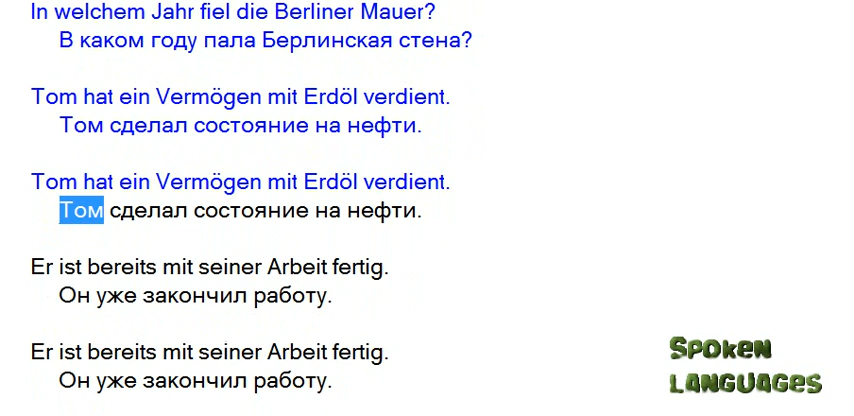 In welchem Jahr fiel die Berliner Mauer?
В каком году пала Берлинская стена?
Tom hat ein Vermögen mit Erdöl verdient.
Том сделал состояние на нефти.
Tom hat ein Vermögen mit Erdöl verdient.
Том сделал состояние на нефти.
Er ist bereits mit seiner Arbeit fertig.
Он уже закончил работу.
Er ist bereits mit seiner Arbeit fertig.
Он уже закончил работу.
Spoken
Languages